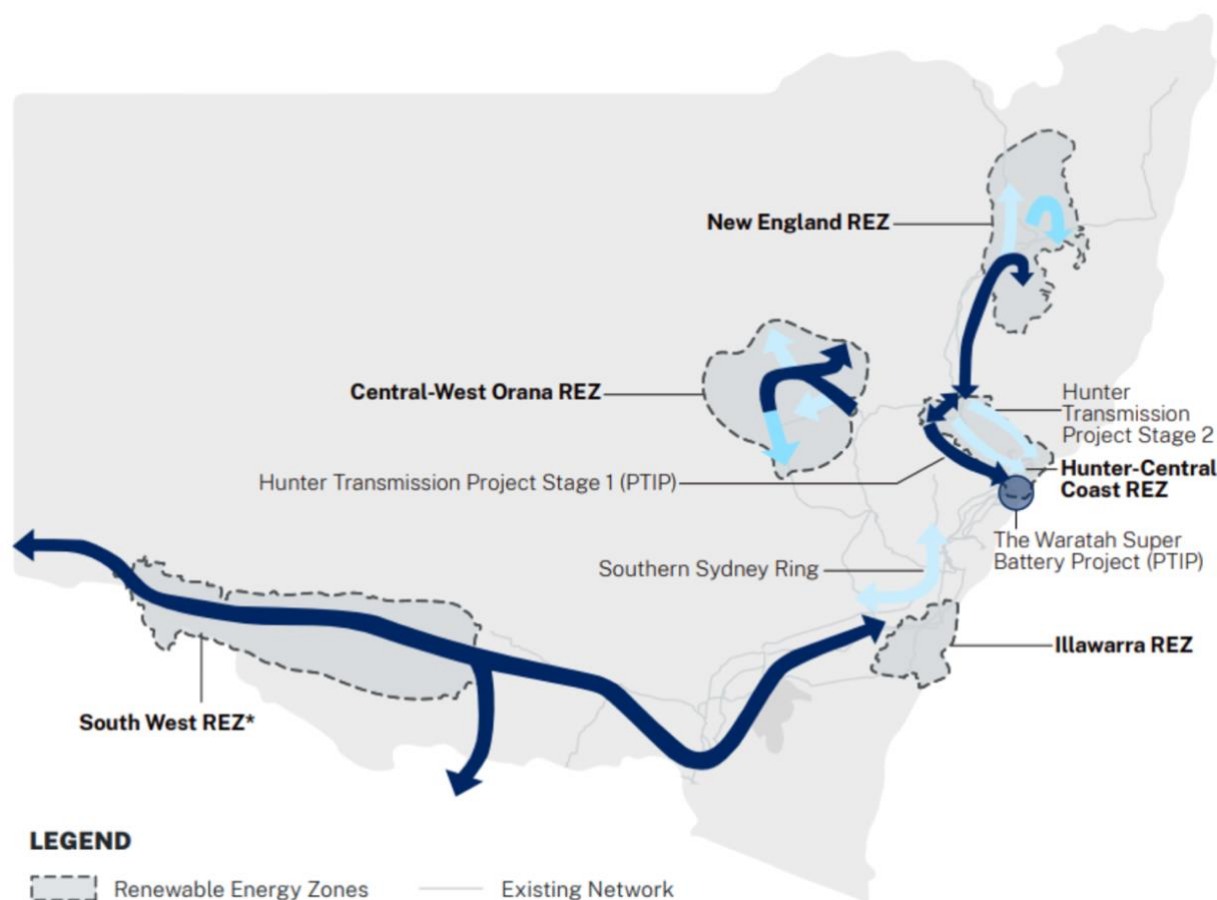 New England REZ
Central-West Orana REZ
Hunter
Transmission
Project Stage 2
Hunter Transmission Project Stage 1 (PTIP)
Hunter-Central
Coast REZ
The Waratah Super
Battery Project (PTIP)
Southern Sydney Ring
Illawarra REZ
South West REZ*
LEGEND
Renewable Energy Zones
Existing Network